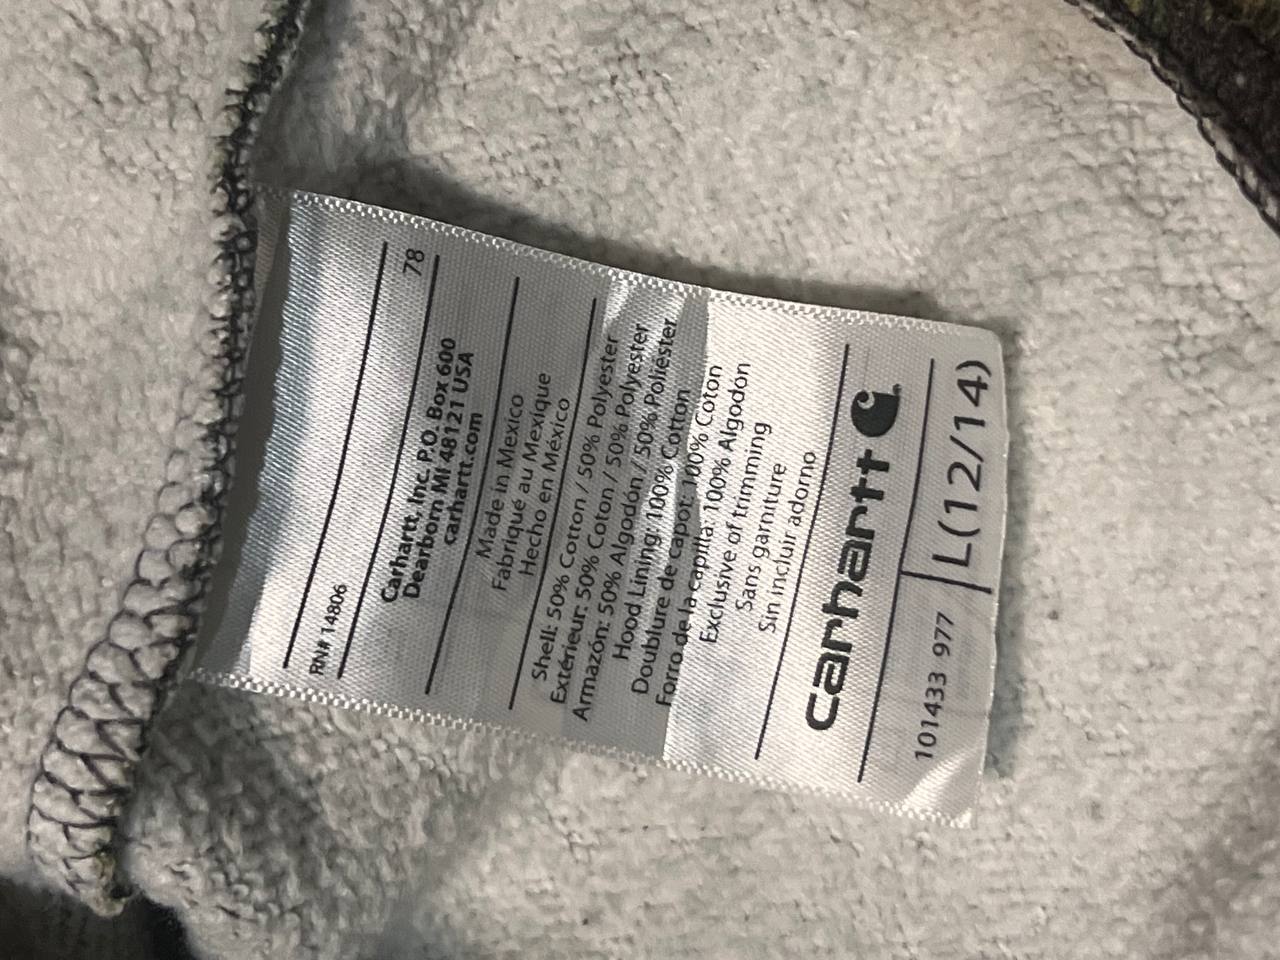 RN# 14806
78
Carhartt, Inc. P.O. Box 600
Dearborn MI 48121 USA
carhartt.com
Made in Mexico
Fabriqué au Mexique
Hecho en México
Shell: 50% Cotton / 50% Polyester
Extérieur: 50% Coton / 50% Polyester
Armazón: 50% Algodón / 50% Poliéster
Hood Lining: 100% Cotton
Doublure de capot: 100% Coton
Forro de la capilla: 100% Algodon
Exclusive of trimming
Sans garniture
Sin incluir adorno
carhartt
101433 977
L(12/14)